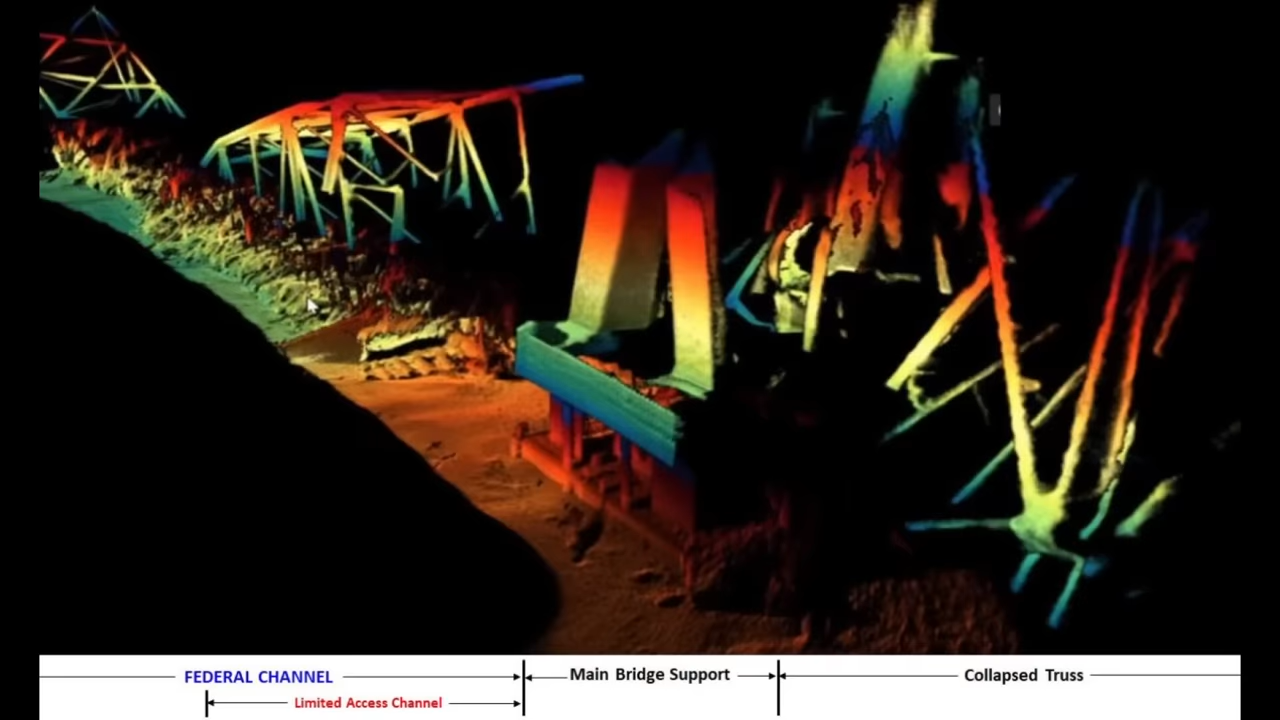 FEDERAL CHANNEL
Main Bridge Support
Collapsed Truss
Limited Access Channel